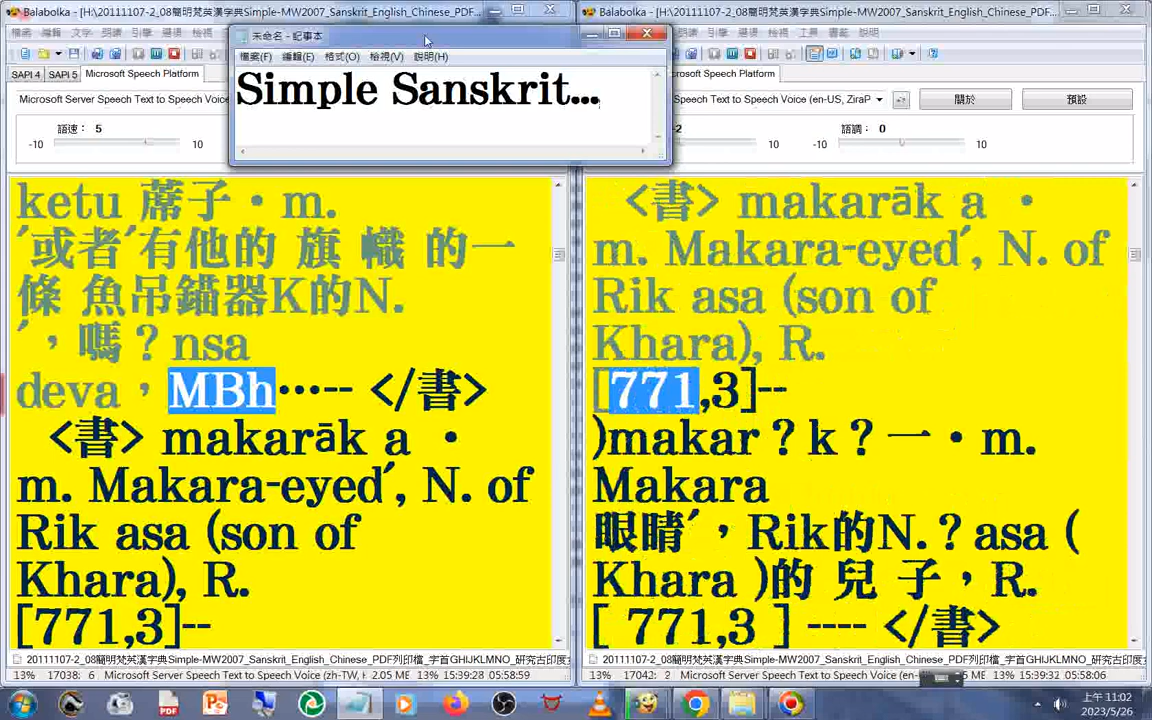 Balabolka - [H:\20111107-2_08簡明梵英漢字典Simple-MW2007_Sanskrit_English_Chinese_PDF...
Balabolka - [H:\20111107-2_08簡明梵英漢字典Simple-MW2007_Sanskrit_English_Chinese_PDF...
未命名 - 記事本
檔案(F) 編輯(E) 格式(O) 檢視(V) 說明(H)
Simple Sanskrit...
SAPI 4 SAPI 5 Microsoft Speech Platform
Microsoft Server Speech Text to Speech Voice
Speech Text to Speech Voice (en-US, ZiraP
關於
預設
語速： 5
-10 10
-2
10
語調： 0
-10 10
ketu 蓆子・m.
′或者′有他的 旗 幟 的一
條 魚吊錨器K的N.
′，嗎？nsa
deva，MBh…-- </書>
<書> makarāk a ・
m. Makara-eyed′, N. of
Rik asa (son of
Khara), R.
[771,3]--
<書> makarāk a ・
m. Makara-eyed′, N. of
Rik asa (son of
Khara), R.
[771,3]--
)makar？k？一・m.
Makara
眼睛′，Rik的N.？asa (
Khara )的 兒 子，R.
[ 771,3 ] ---- </書>
20111107-2_08簡明梵英漢字典Simple-MW2007_Sanskrit_English_Chinese_PDF列印檔_字首GHIJKLMNO_研究古印度
20111107-2_08簡明梵英漢字典Simple-MW2007_Sanskrit_English_Chinese_PDF列印檔_字首GHIJKLMNO_研究古印度
13% 17038: 6 Microsoft Server Speech Text to Speech Voice (zh-TW, 2.05 ME 13% 15:39:28 05:58:59
13% 17042: 2 Microsoft Server Speech Text to Speech Voice 13% 15:39:28 05:58:06
上午 11:02
2023/5/26